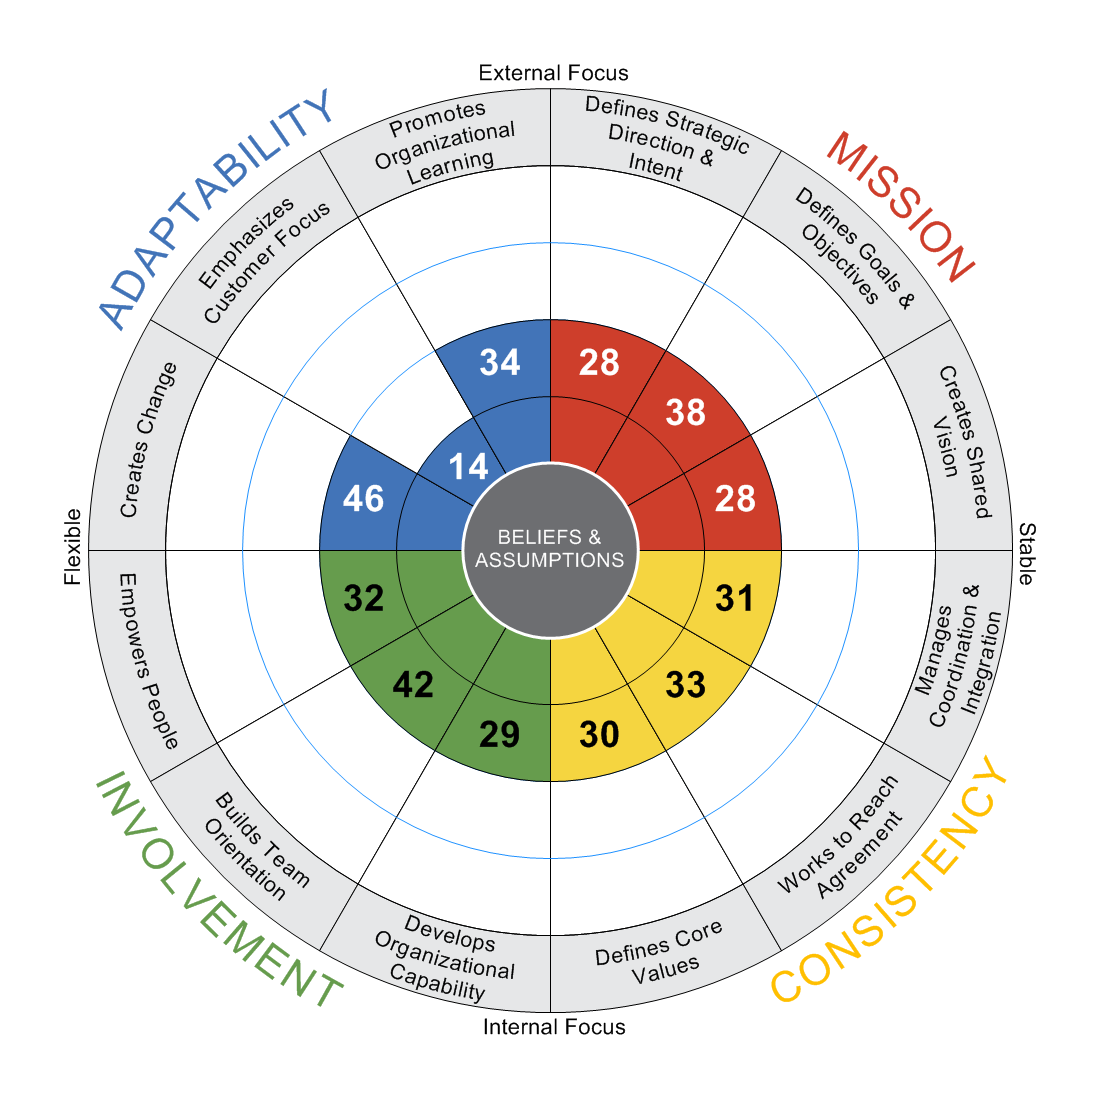 External Focus
ADAPTABILITY
MISSION
Promotes
Organizational
Learning
Defines Strategic
Direction &
Intent
Emphasizes
Customer Focus
Defines Goals &
Objectives
Creates Change
Creates Shared
Vision
34
28
38
14
46
28
Flexible
BELIEFS &
ASSUMPTIONS
Stable
32
31
42
33
29
30
Empowers People
Manages
Coordination &
Integration
Builds Team
Orientation
Works to Reach
Agreement
Develops
Organizational
Capability
Defines Core
Values
INVOLVEMENT
CONSISTENCY
Internal Focus